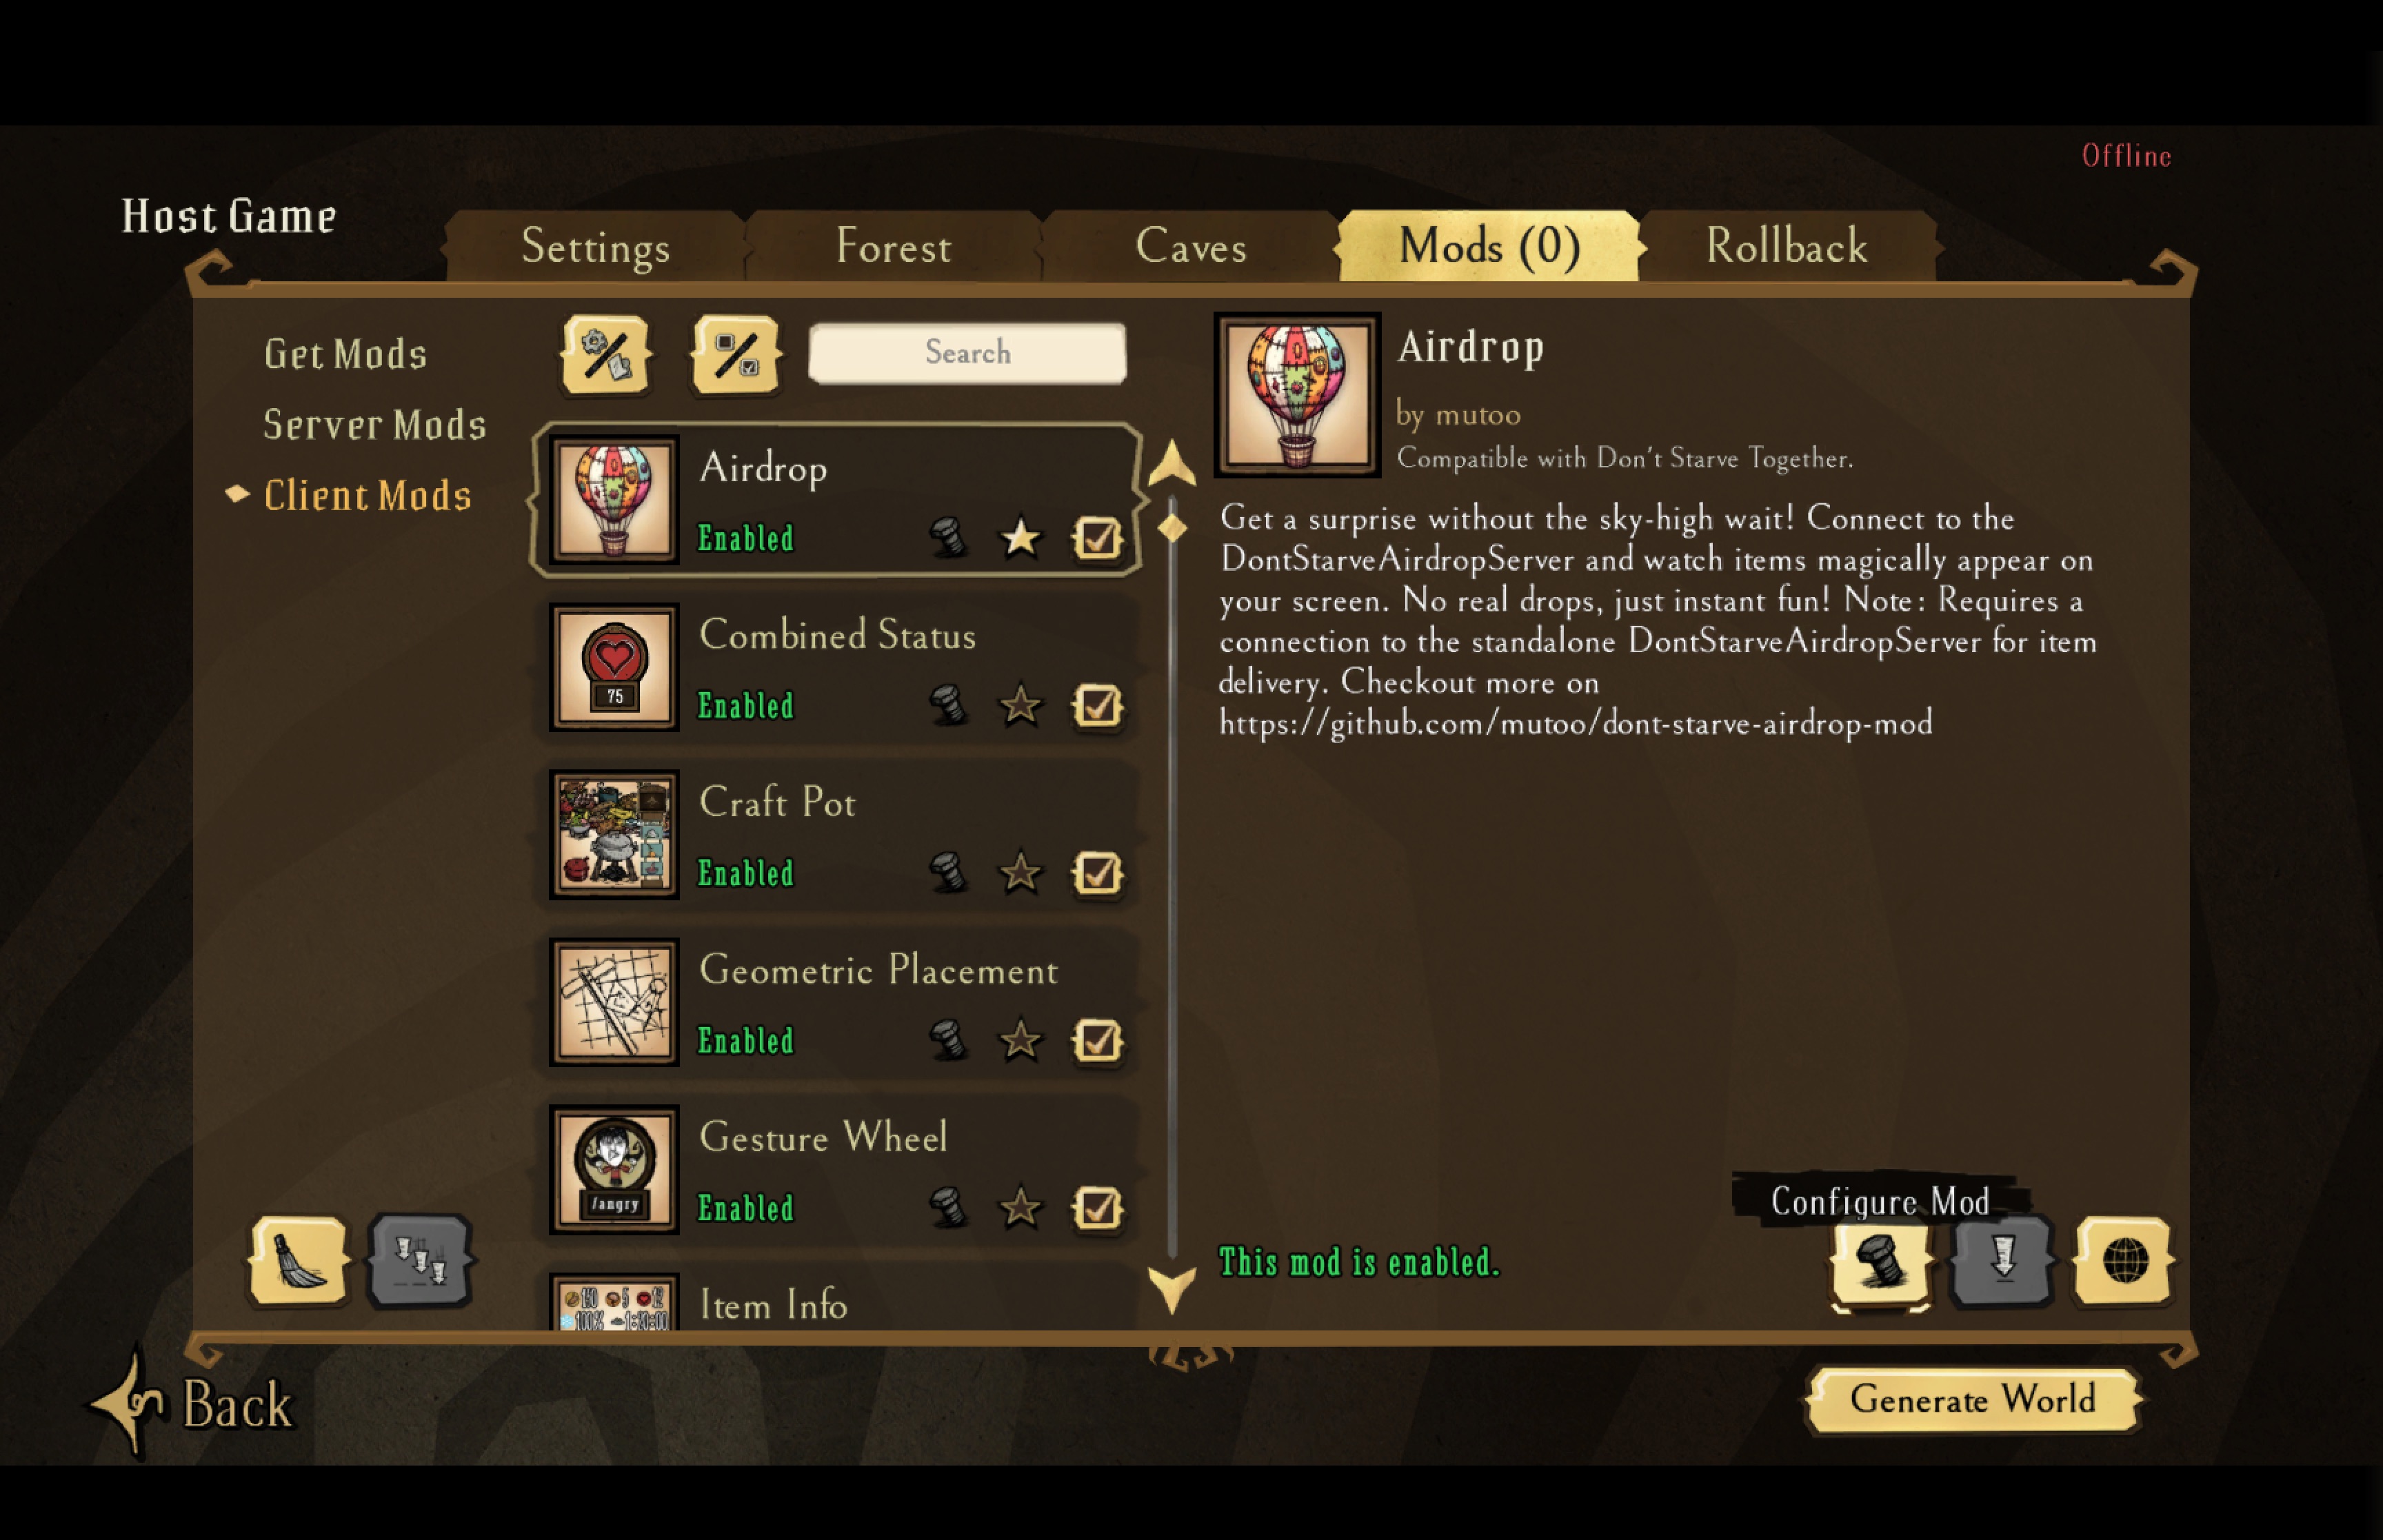 Offline
Host Game
Settings
Forest
Caves
Mods (0)
Rollback
Get Mods
Server Mods
Client Mods
Search
Airdrop
Enabled
Combined Status
75
Enabled
Craft Pot
Enabled
Geometric Placement
Enabled
Gesture Wheel
/angry
Enabled
Item Info
100%
Airdrop
by mutoo
Compatible with Don't Starve Together.
Get a surprise without the sky-high wait! Connect to the
DontStarveAirdropServer and watch items magically appear on
your screen. No real drops, just instant fun! Note: Requires a
connection to the standalone DontStarveAirdropServer for item
delivery. Checkout more on
https://github.com/mutoo/dont-starve-airdrop-mod
This mod is enabled.
Configure Mod
Back
Generate World